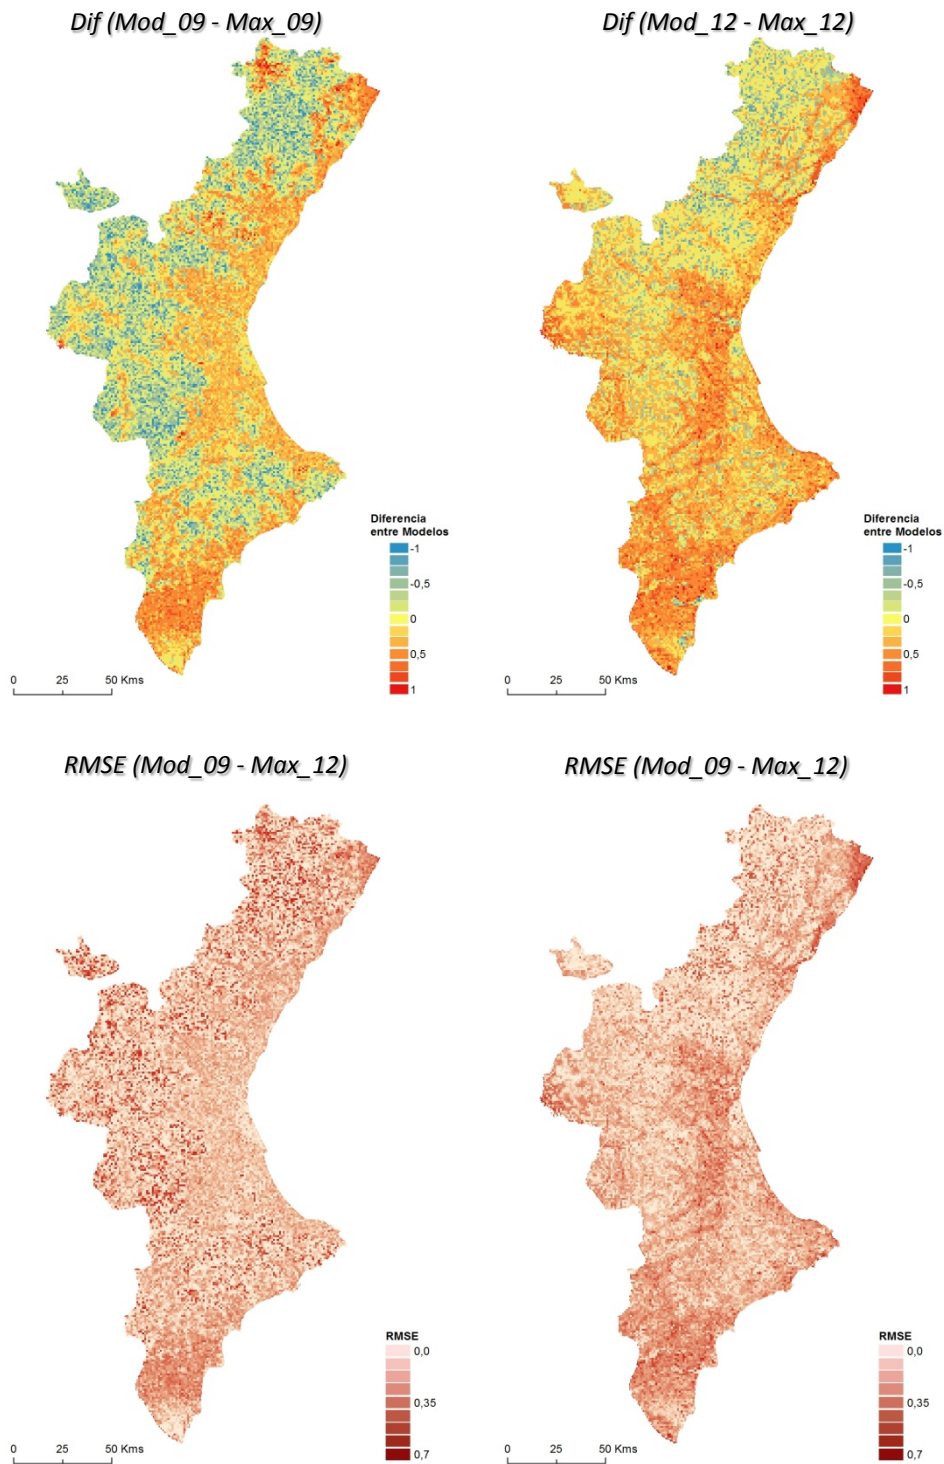 Dif (Mod_09 - Max_09)
Dif (Mod_12 - Max_12)
Diferencia
entre Modelos
-1
-0,5
0
0,5
1
0 25 50 Kms
Diferencia
entre Modelos
-1
-0,5
0
0,5
1
0 25 50 Kms
RMSE (Mod_09 - Max_12)
RMSE (Mod_09 - Max_12)
RMSE
0,0
0,35
0,7
0 25 50 Kms
RMSE
0,0
0,35
0,7
0 25 50 Kms